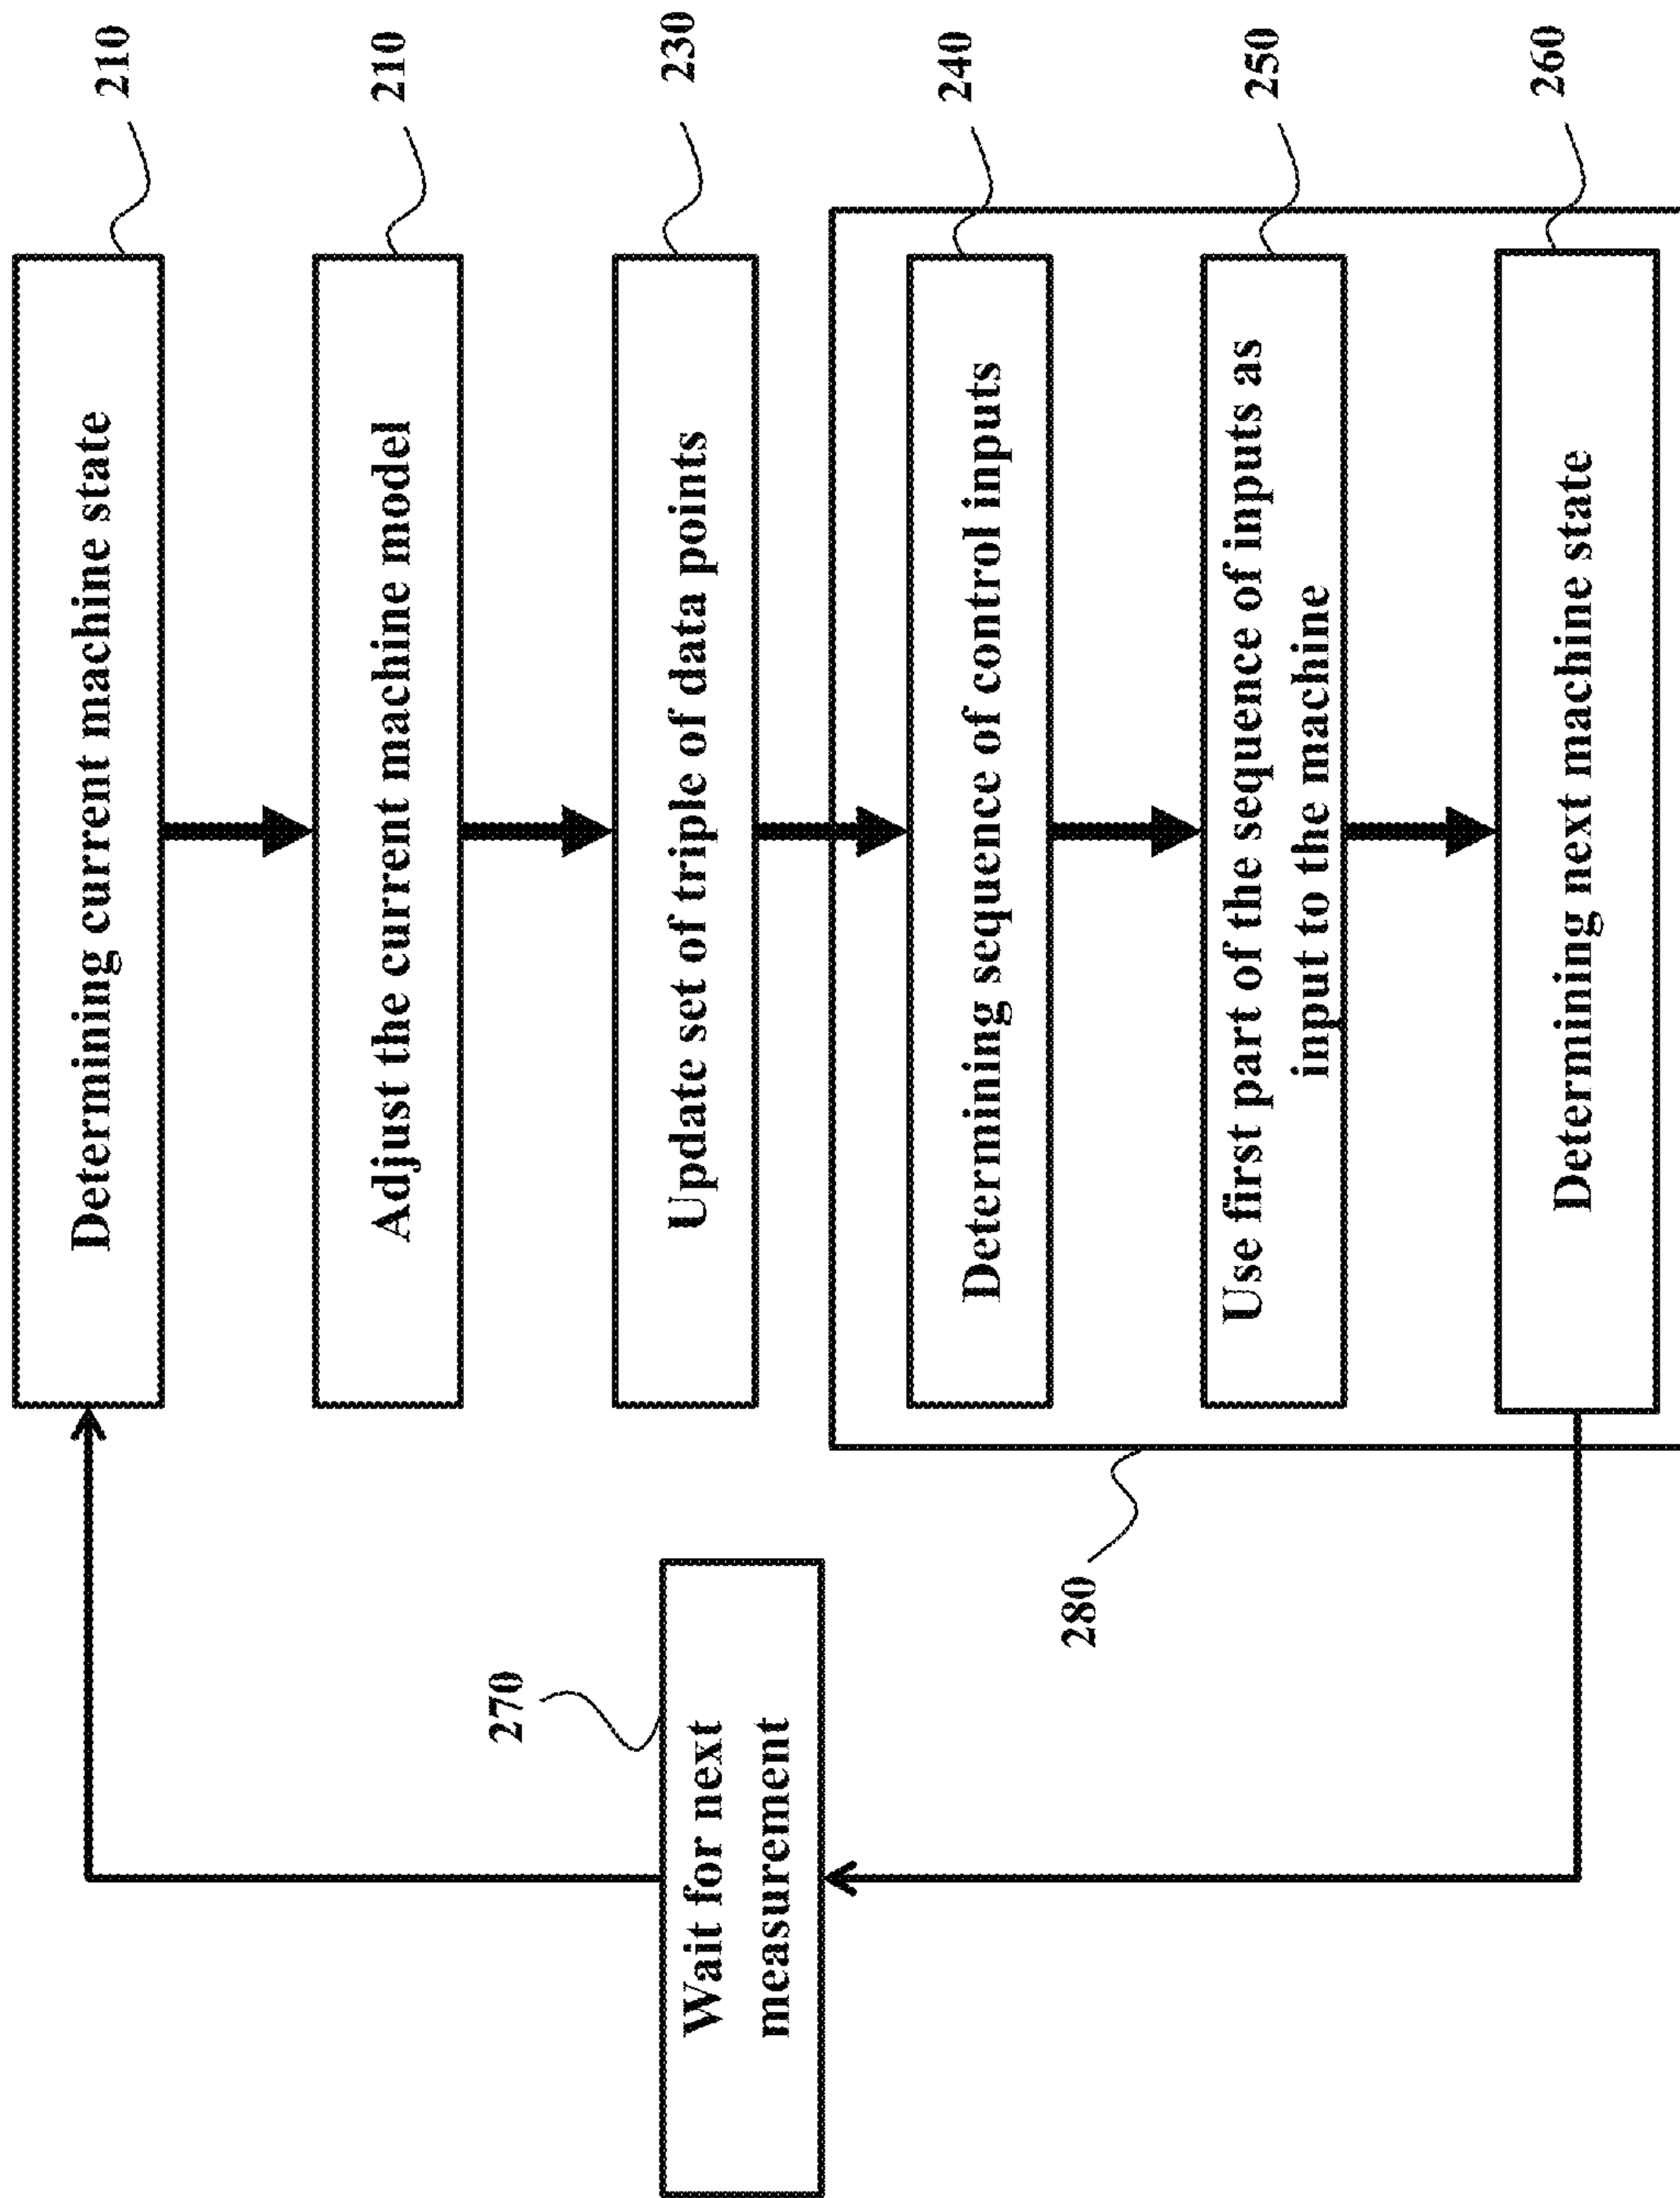 Determining current machine state
210
Adjust the current machine model
210
Update set of triple of data points
230
Determining sequence of control inputs
240
Use first part of the sequence of inputs as
input to the machine
250
Determining next machine state
260
270
Wait for next
measurement
280